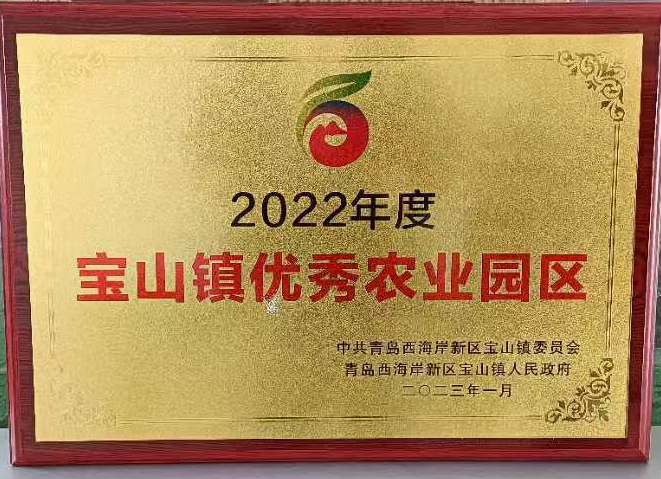 2022年度
宝山镇优秀农业园区
中共青岛西海岸新区宝山镇委员会
青岛西海岸新区宝山镇人民政府
二〇二三年一月